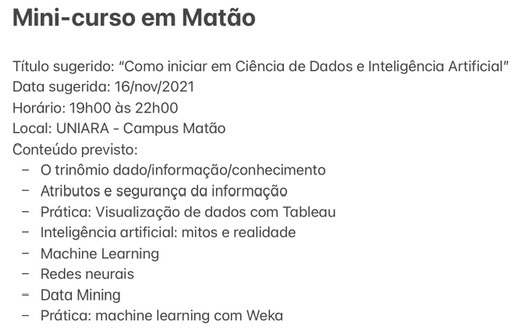 Mini-curso em Matão
Título sugerido: “Como iniciar em Ciência de Dados e Inteligência Artificial”
Data sugerida: 16/nov/2021
Horário: 19h00 às 22h00
Local: UNIARA - Campus Matão
Conteúdo previsto:
– O trinômio dado/informação/conhecimento
– Atributos e segurança da informação
– Prática: Visualização de dados com Tableau
– Inteligência artificial: mitos e realidade
– Machine Learning
– Redes neurais
– Data Mining
– Prática: machine learning com Weka